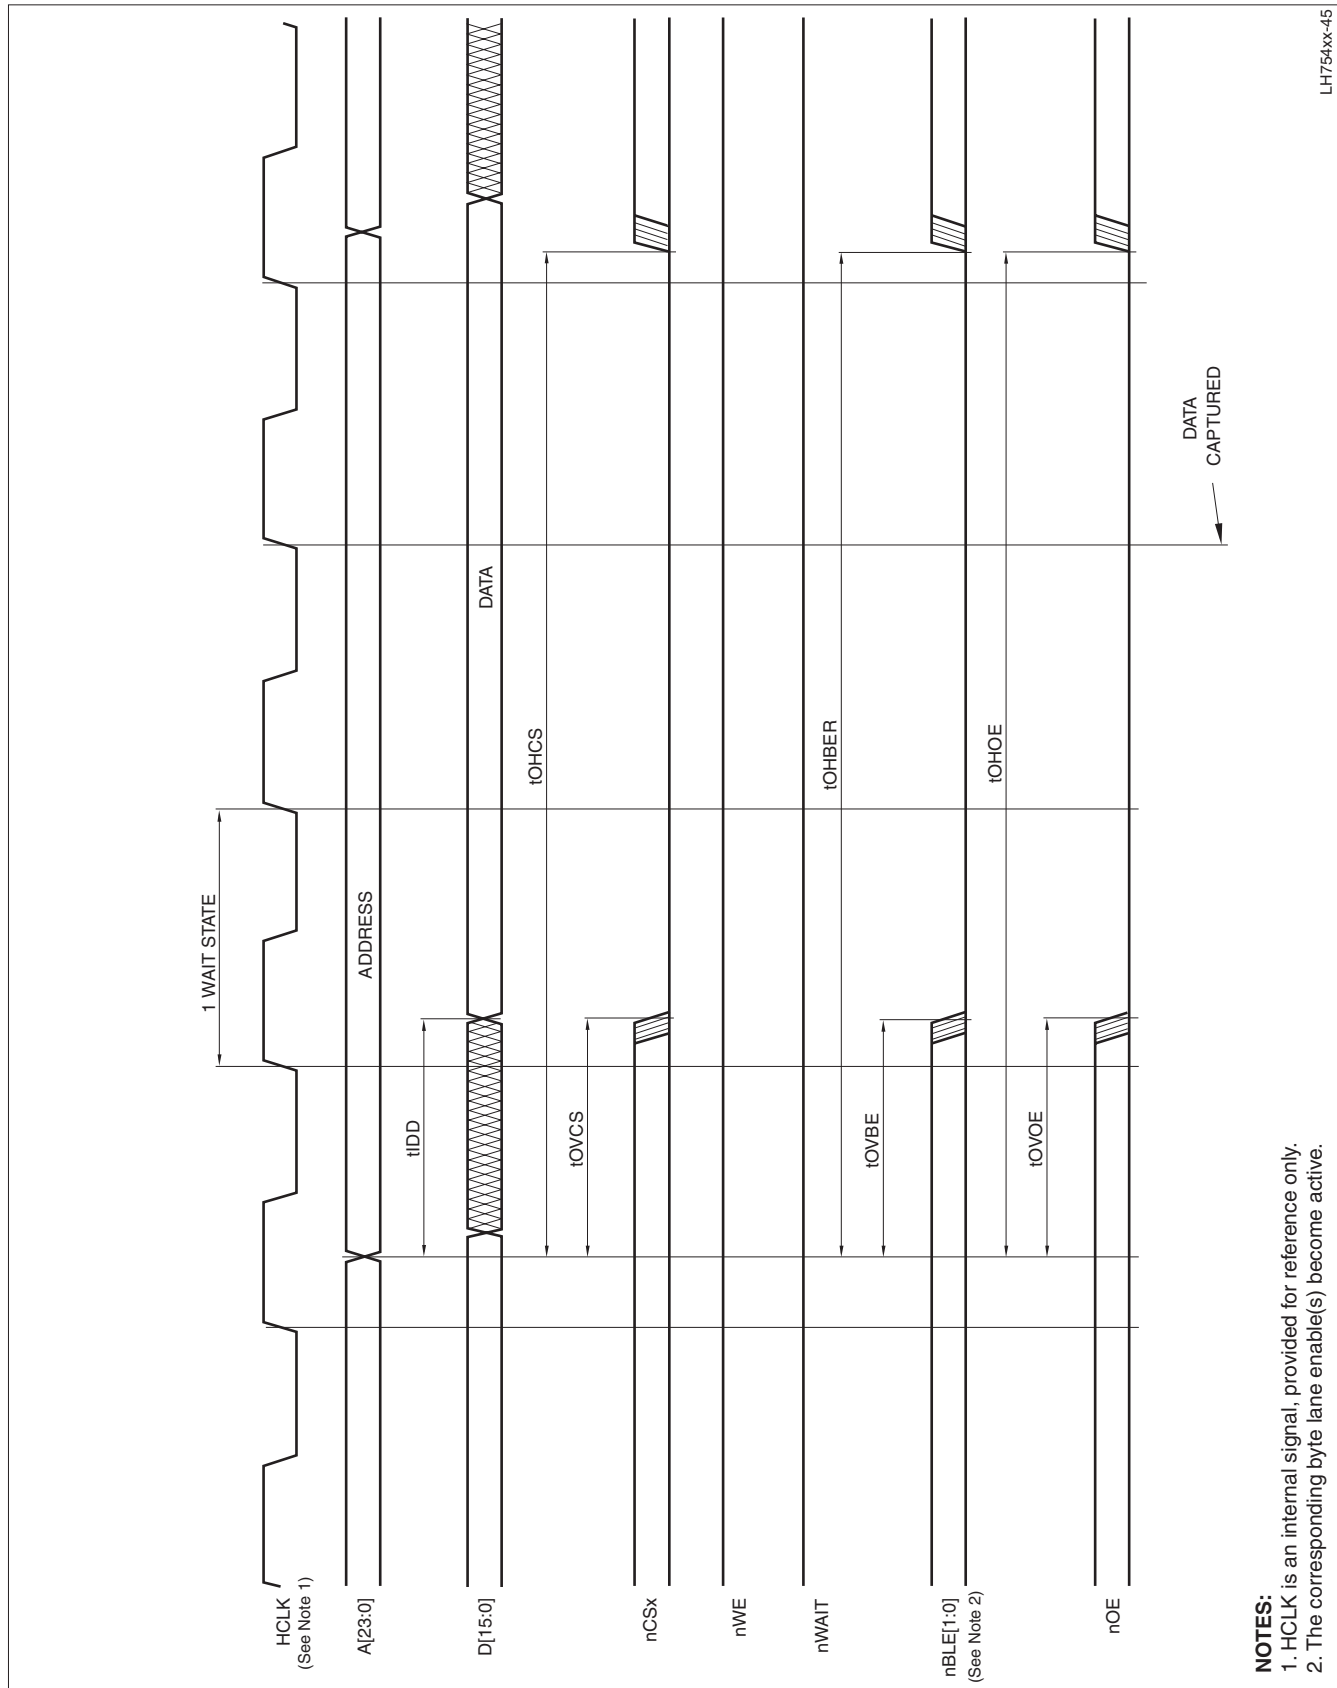 1 WAIT STATE
HCLK
(See Note 1)
A[23:0]
ADDRESS
tIDD
D[15:0]
DATA
tOHCS
tOVCS
nCSx
nWE
nWAIT
tOHBER
tOVBE
nBLE[1:0]
(See Note 2)
tOHOE
tOVOE
nOE
DATA
CAPTURED
NOTES:
1. HCLK is an internal signal, provided for reference only.
2. The corresponding byte lane enable(s) become active.
LH754xx-45